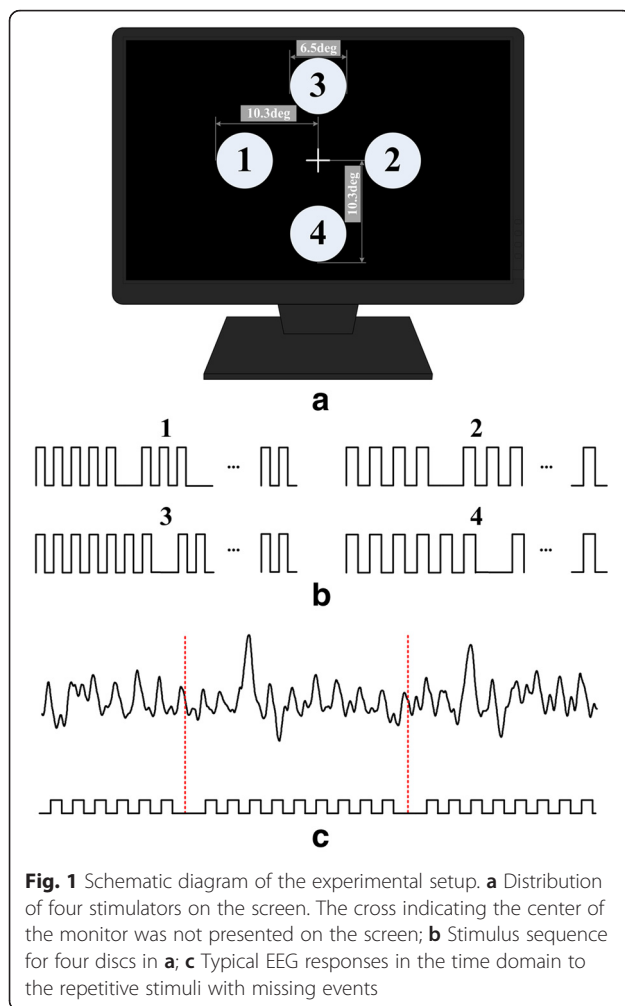 6.5deg
3
10.3deg
1
2
10.3deg
4
a
1
2
...
...
3
4
...
...
b
c
Fig. 1 Schematic diagram of the experimental setup. a Distribution
of four stimulators on the screen. The cross indicating the center of
the monitor was not presented on the screen; b Stimulus sequence
for four discs in a; c Typical EEG responses in the time domain to
the repetitive stimuli with missing events